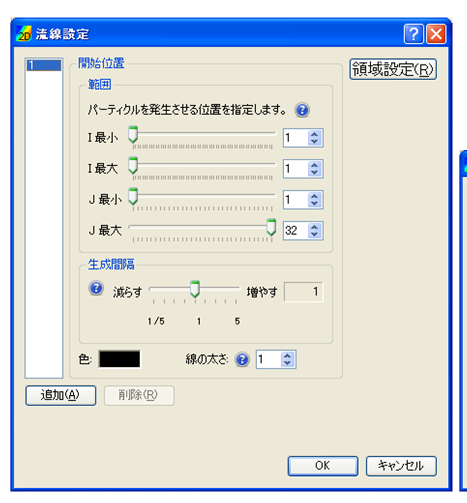 2D 流線設定
1
開始位置
領域設定(R)
範囲
パーティクルを発生させる位置を指定します。
I 最小 1
I 最大 1
J 最小 1
J 最大 32
生成間隔
減らす 増やす 1
1/5 1 5
色: 線の太さ: 1
追加(A) 削除(R)
OK キャンセル